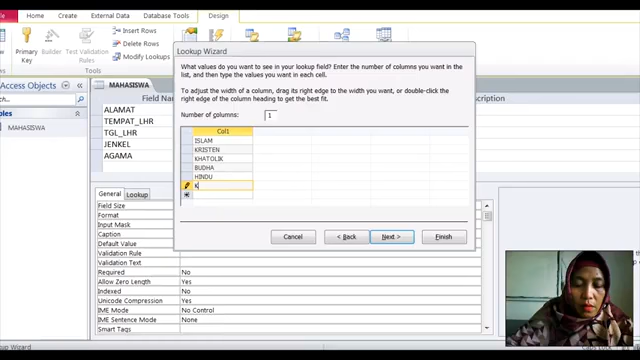 File Home Create External Data Database Tools Design
Primary Key
Builder
Test Validation Rules
Insert Rows
Delete Rows
Modify Lookups
Tools
Access Objects
MAHASISWA
MAHASISWA
Field Name
Description
ALAMAT
TEMPAT_LHR
TGL_LHR
JENKEL
AGAMA
Lookup Wizard
What values do you want to see in your lookup field? Enter the number of columns you want in the list, and then type the values you want in each cell.
To adjust the width of a column, drag its right edge to the width you want, or double-click the right edge of the column heading to get the best fit.
Number of columns: 1
Col1
ISLAM
KRISTEN
KHATOLIK
BUDHA
HINDU
K
Cancel < Back Next > Finish
General Lookup
Field Size
Format
Input Mask
Caption
Default Value
Validation Rule
Validation Text
Required No
Allow Zero Length Yes
Indexed No
Unicode Compression Yes
IME Mode No Control
IME Sentence Mode None
Smart Tags
Lookup Wizard